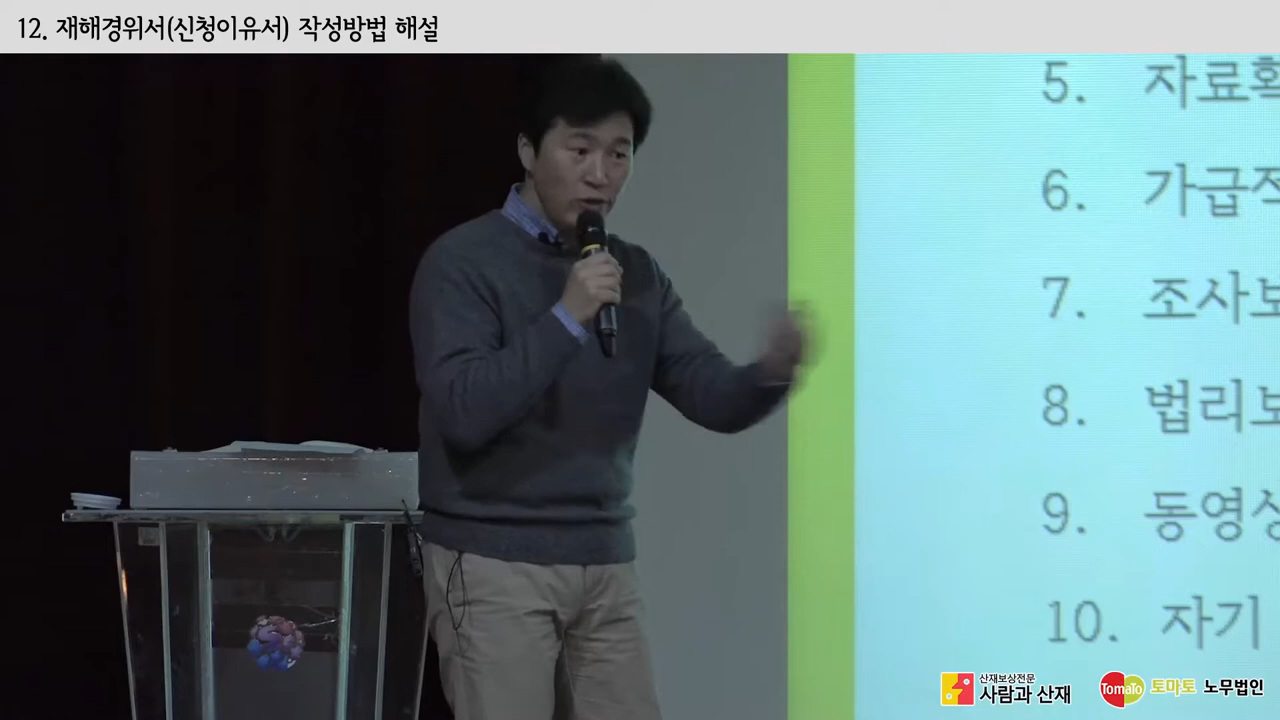 12. 재해경위서(신청이유서) 작성방법 해설
5. 자료확
6. 가급적
7. 조사보
8. 법리보
9. 동영상
10. 자기
산재보상전문
사람과 산재
TomaTo 토마토 노무법인